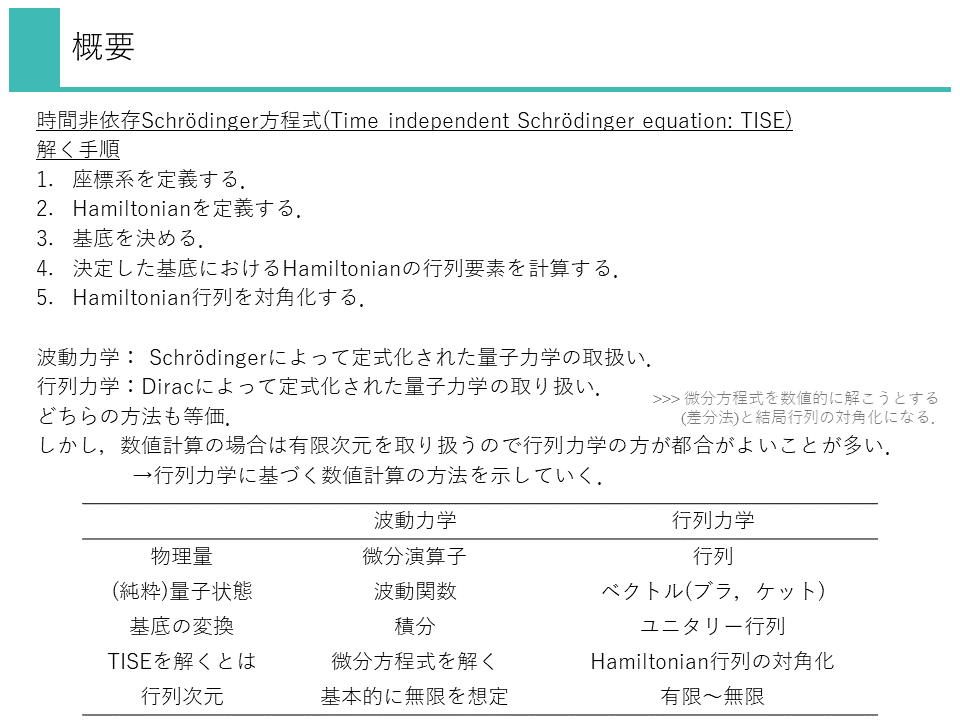 概要
時間非依存Schrödinger方程式(Time independent Schrödinger equation: TISE)
解く手順
1. 座標系を定義する．
2. Hamiltonianを定義する．
3. 基底を決める．
4. 決定した基底におけるHamiltonianの行列要素を計算する．
5. Hamiltonian行列を対角化する．
波動力学： Schrödingerによって定式化された量子力学の取扱い．
行列力学：Diracによって定式化された量子力学の取り扱い．
>>> 微分方程式を数値的に解こうとする
(差分法)と結局行列の対角化になる．
どちらの方法も等価．
しかし，数値計算の場合は有限次元を取り扱うので行列力学の方が都合がよいことが多い．
→行列力学に基づく数値計算の方法を示していく．
波動力学 行列力学
物理量 微分演算子 行列
(純粋)量子状態 波動関数 ベクトル(ブラ，ケット)
基底の変換 積分 ユニタリー行列
TISEを解くとは 微分方程式を解く Hamiltonian行列の対角化
行列次元 基本的に無限を想定 有限～無限